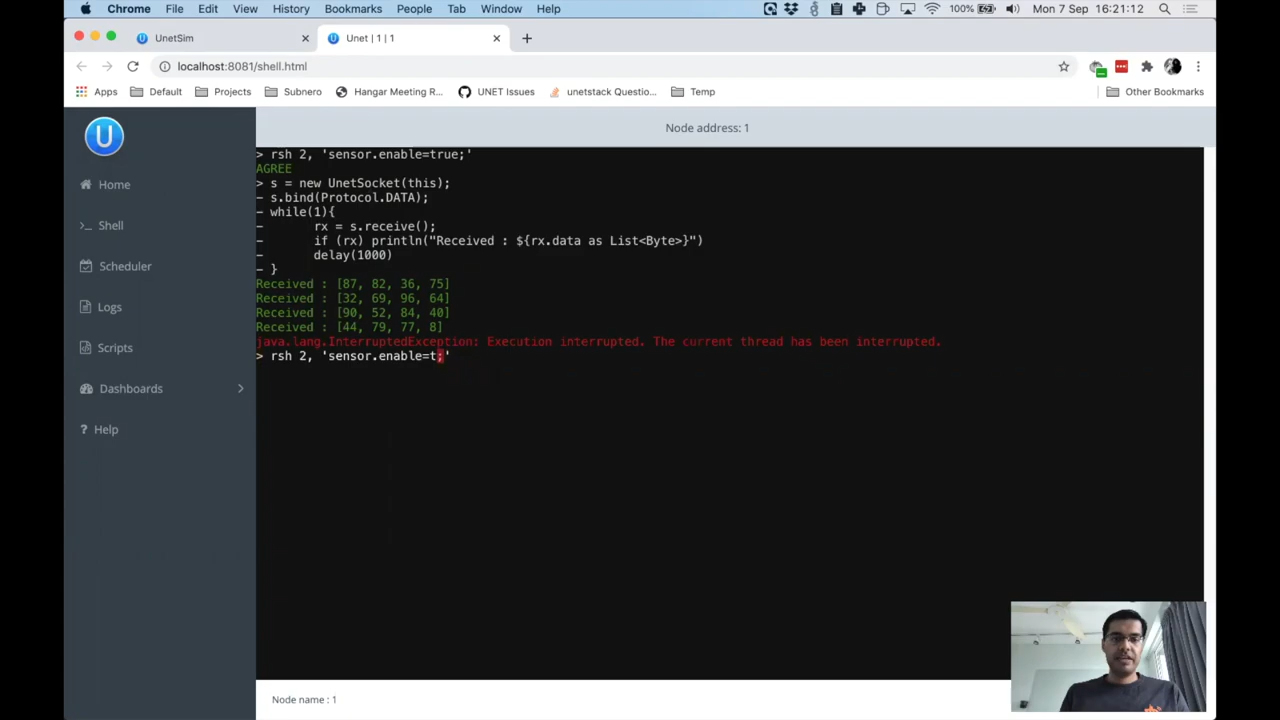 Chrome File Edit View History Bookmarks People Tab Window Help 100% Mon 7 Sep 16:21:12
UnetSim Unet | 1 | 1
localhost:8081/shell.html
Apps Default Projects Subnero Hangar Meeting R... UNET Issues unetstack Questio... Temp Other Bookmarks
U
Home
Shell
Scheduler
Logs
Scripts
Dashboards
Help
Node address: 1
> rsh 2, 'sensor.enable=true;'
AGREE
> s = new UnetSocket(this);
- s.bind(Protocol.DATA);
- while(1){
- rx = s.receive();
- if (rx) println("Received : ${rx.data as List<Byte>}")
- delay(1000)
- }
Received : [87, 82, 36, 75]
Received : [32, 69, 96, 64]
Received : [90, 52, 84, 40]
Received : [44, 79, 77, 8]
java.lang.InterruptedException: Execution interrupted. The current thread has been interrupted.
> rsh 2, 'sensor.enable=t;'
Node name : 1